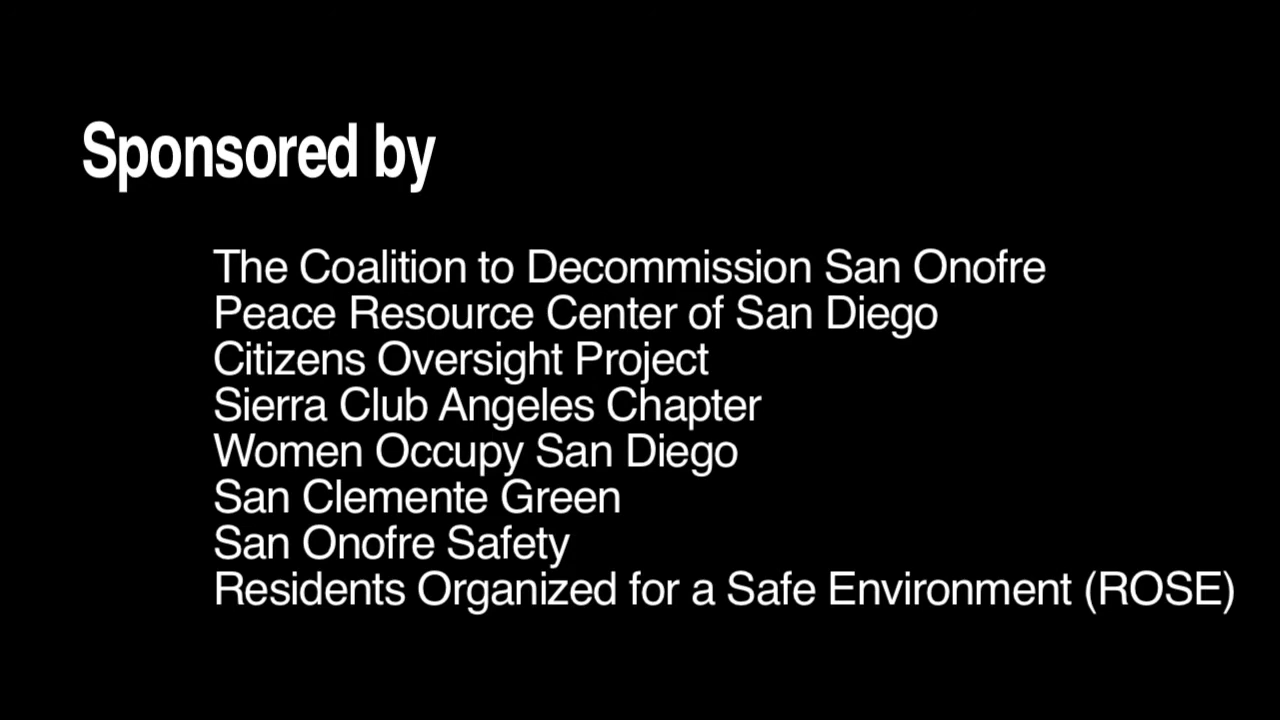 Sponsored by
The Coalition to Decommission San Onofre
Peace Resource Center of San Diego
Citizens Oversight Project
Sierra Club Angeles Chapter
Women Occupy San Diego
San Clemente Green
San Onofre Safety
Residents Organized for a Safe Environment (ROSE)